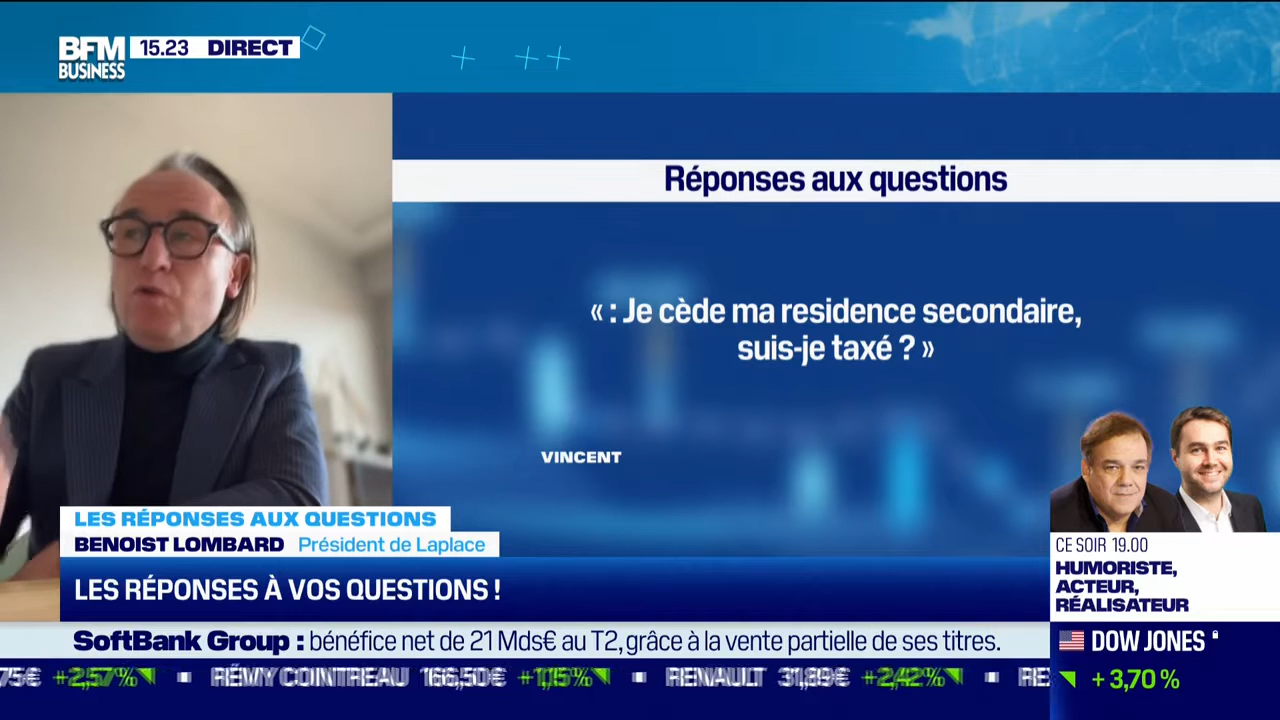 BFM
BUSINESS
15.23 DIRECT
Réponses aux questions
« : Je cède ma residence secondaire,
suis-je taxé ? »
VINCENT
LES RÉPONSES AUX QUESTIONS
BENOIST LOMBARD Président de Laplace
LES RÉPONSES À VOS QUESTIONS !
CE SOIR 19.00
HUMORISTE,
ACTEUR,
RÉALISATEUR
SoftBank Group : bénéfice net de 21 Mds€ au T2, grâce à la vente partielle de ses titres.
DOW JONES
+ 3,70 %
75€ +2,57% RÉMY COINTREAU 166,50€ +1,15% RENAULT 31,89€ +2,42% RE